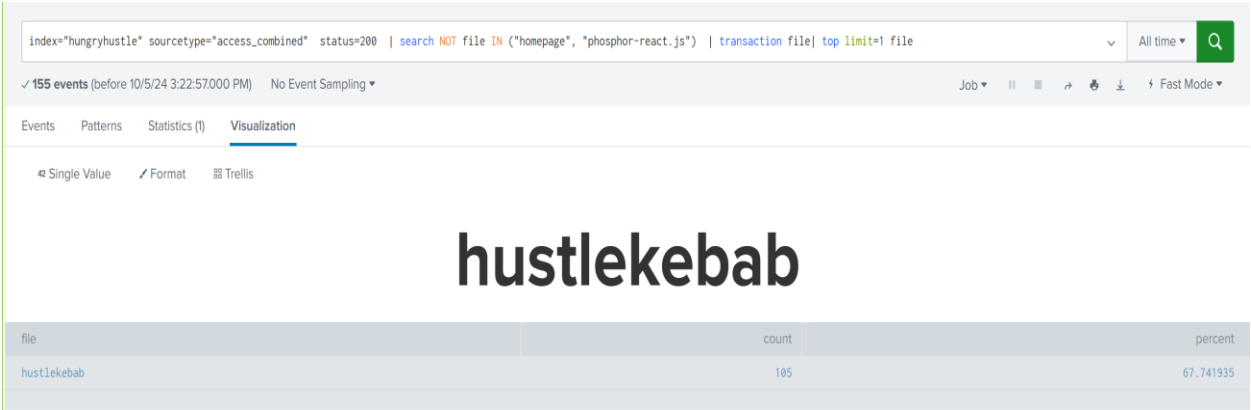 index="hungryhustle" sourcetype="access_combined"  status=200  | search NOT file IN ("homepage", "phosphor-react.js")  | transaction file| top limit=1 file
All time
✓ 155 events (before 10/5/24 3:22:57.000 PM) No Event Sampling
Job Fast Mode
Events Patterns Statistics (1) Visualization
42 Single Value Format Trellis
hustlekebab
file count percent
hustlekebab 105 67.741935